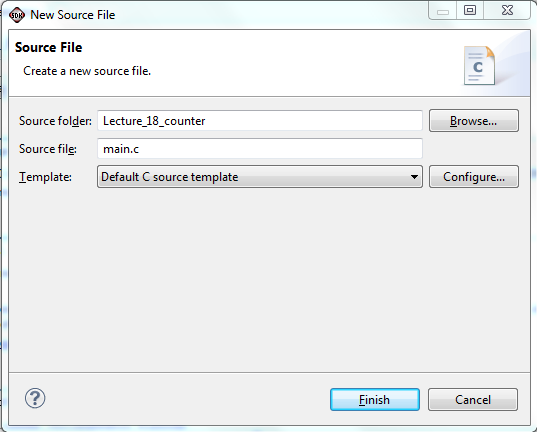 SDK New Source File
Source File
Create a new source file.
C
Source folder: Lecture_18_counter Browse...
Source file: main.c
Template: Default C source template Configure...
? Finish Cancel